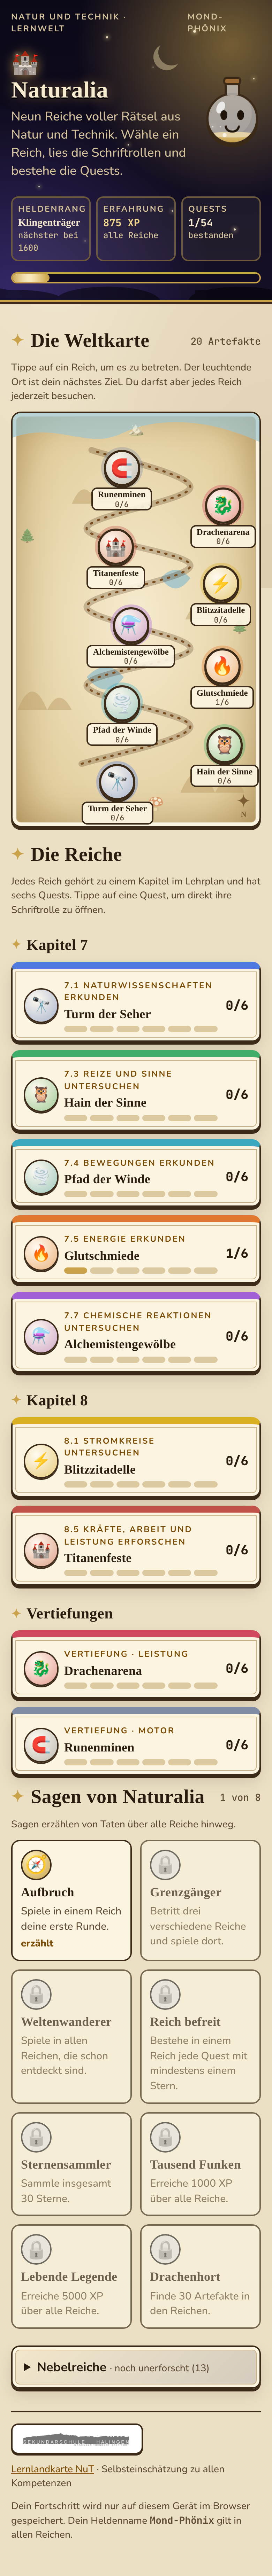 NATUR UND TECHNIK ·
LERNWELT
MOND-
PHÖNIX
Naturalia
Neun Reiche voller Rätsel aus
Natur und Technik. Wähle ein
Reich, lies die Schriftrollen und
bestehe die Quests.
HELDENRANG
Klingenträger
nächster bei
1600
ERFAHRUNG
875 XP
alle Reiche
QUESTS
1/54
bestanden
Die Weltkarte
20 Artefakte
Tippe auf ein Reich, um es zu betreten. Der leuchtende
Ort ist dein nächstes Ziel. Du darfst aber jedes Reich
jederzeit besuchen.
Runenminen
0/6
Drachenarena
0/6
Titanenfeste
0/6
Blitzzitadelle
0/6
Alchemistengewölbe
0/6
Glutschmiede
1/6
Pfad der Winde
0/6
Hain der Sinne
0/6
Turm der Seher
0/6
N
Die Reiche
Jedes Reich gehört zu einem Kapitel im Lehrplan und hat
sechs Quests. Tippe auf eine Quest, um direkt ihre
Schriftrolle zu öffnen.
Kapitel 7
7.1 NATURWISSENSCHAFTEN
ERKUNDEN
Turm der Seher
0/6
7.3 REIZE UND SINNE
UNTERSUCHEN
Hain der Sinne
0/6
7.4 BEWEGUNGEN ERKUNDEN
Pfad der Winde
0/6
7.5 ENERGIE ERKUNDEN
Glutschmiede
1/6
7.7 CHEMISCHE REAKTIONEN
UNTERSUCHEN
Alchemistengewölbe
0/6
Kapitel 8
8.1 STROMKREISE
UNTERSUCHEN
Blitzzitadelle
0/6
8.5 KRÄFTE, ARBEIT UND
LEISTUNG ERFORSCHEN
Titanenfeste
0/6
Vertiefungen
VERTIEFUNG · LEISTUNG
Drachenarena
0/6
VERTIEFUNG · MOTOR
Runenminen
0/6
Sagen von Naturalia
1 von 8
Sagen erzählen von Taten über alle Reiche hinweg.
Aufbruch
Spiele in einem Reich
deine erste Runde.
erzählt
Grenzgänger
Betritt drei
verschiedene Reiche
und spiele dort.
Weltenwanderer
Spiele in allen
Reichen, die schon
entdeckt sind.
Reich befreit
Bestehe in einem
Reich jede Quest mit
mindestens einem
Stern.
Sternensammler
Sammle insgesamt
30 Sterne.
Tausend Funken
Erreiche 1000 XP
über alle Reiche.
Lebende Legende
Erreiche 5000 XP
über alle Reiche.
Drachenhort
Finde 30 Artefakte in
den Reichen.
Nebelreiche · noch unerforscht (13)
Lernlandkarte NuT · Selbsteinschätzung zu allen
Kompetenzen
Dein Fortschritt wird nur auf diesem Gerät im Browser
gespeichert. Dein Heldenname Mond-Phönix gilt in
allen Reichen.